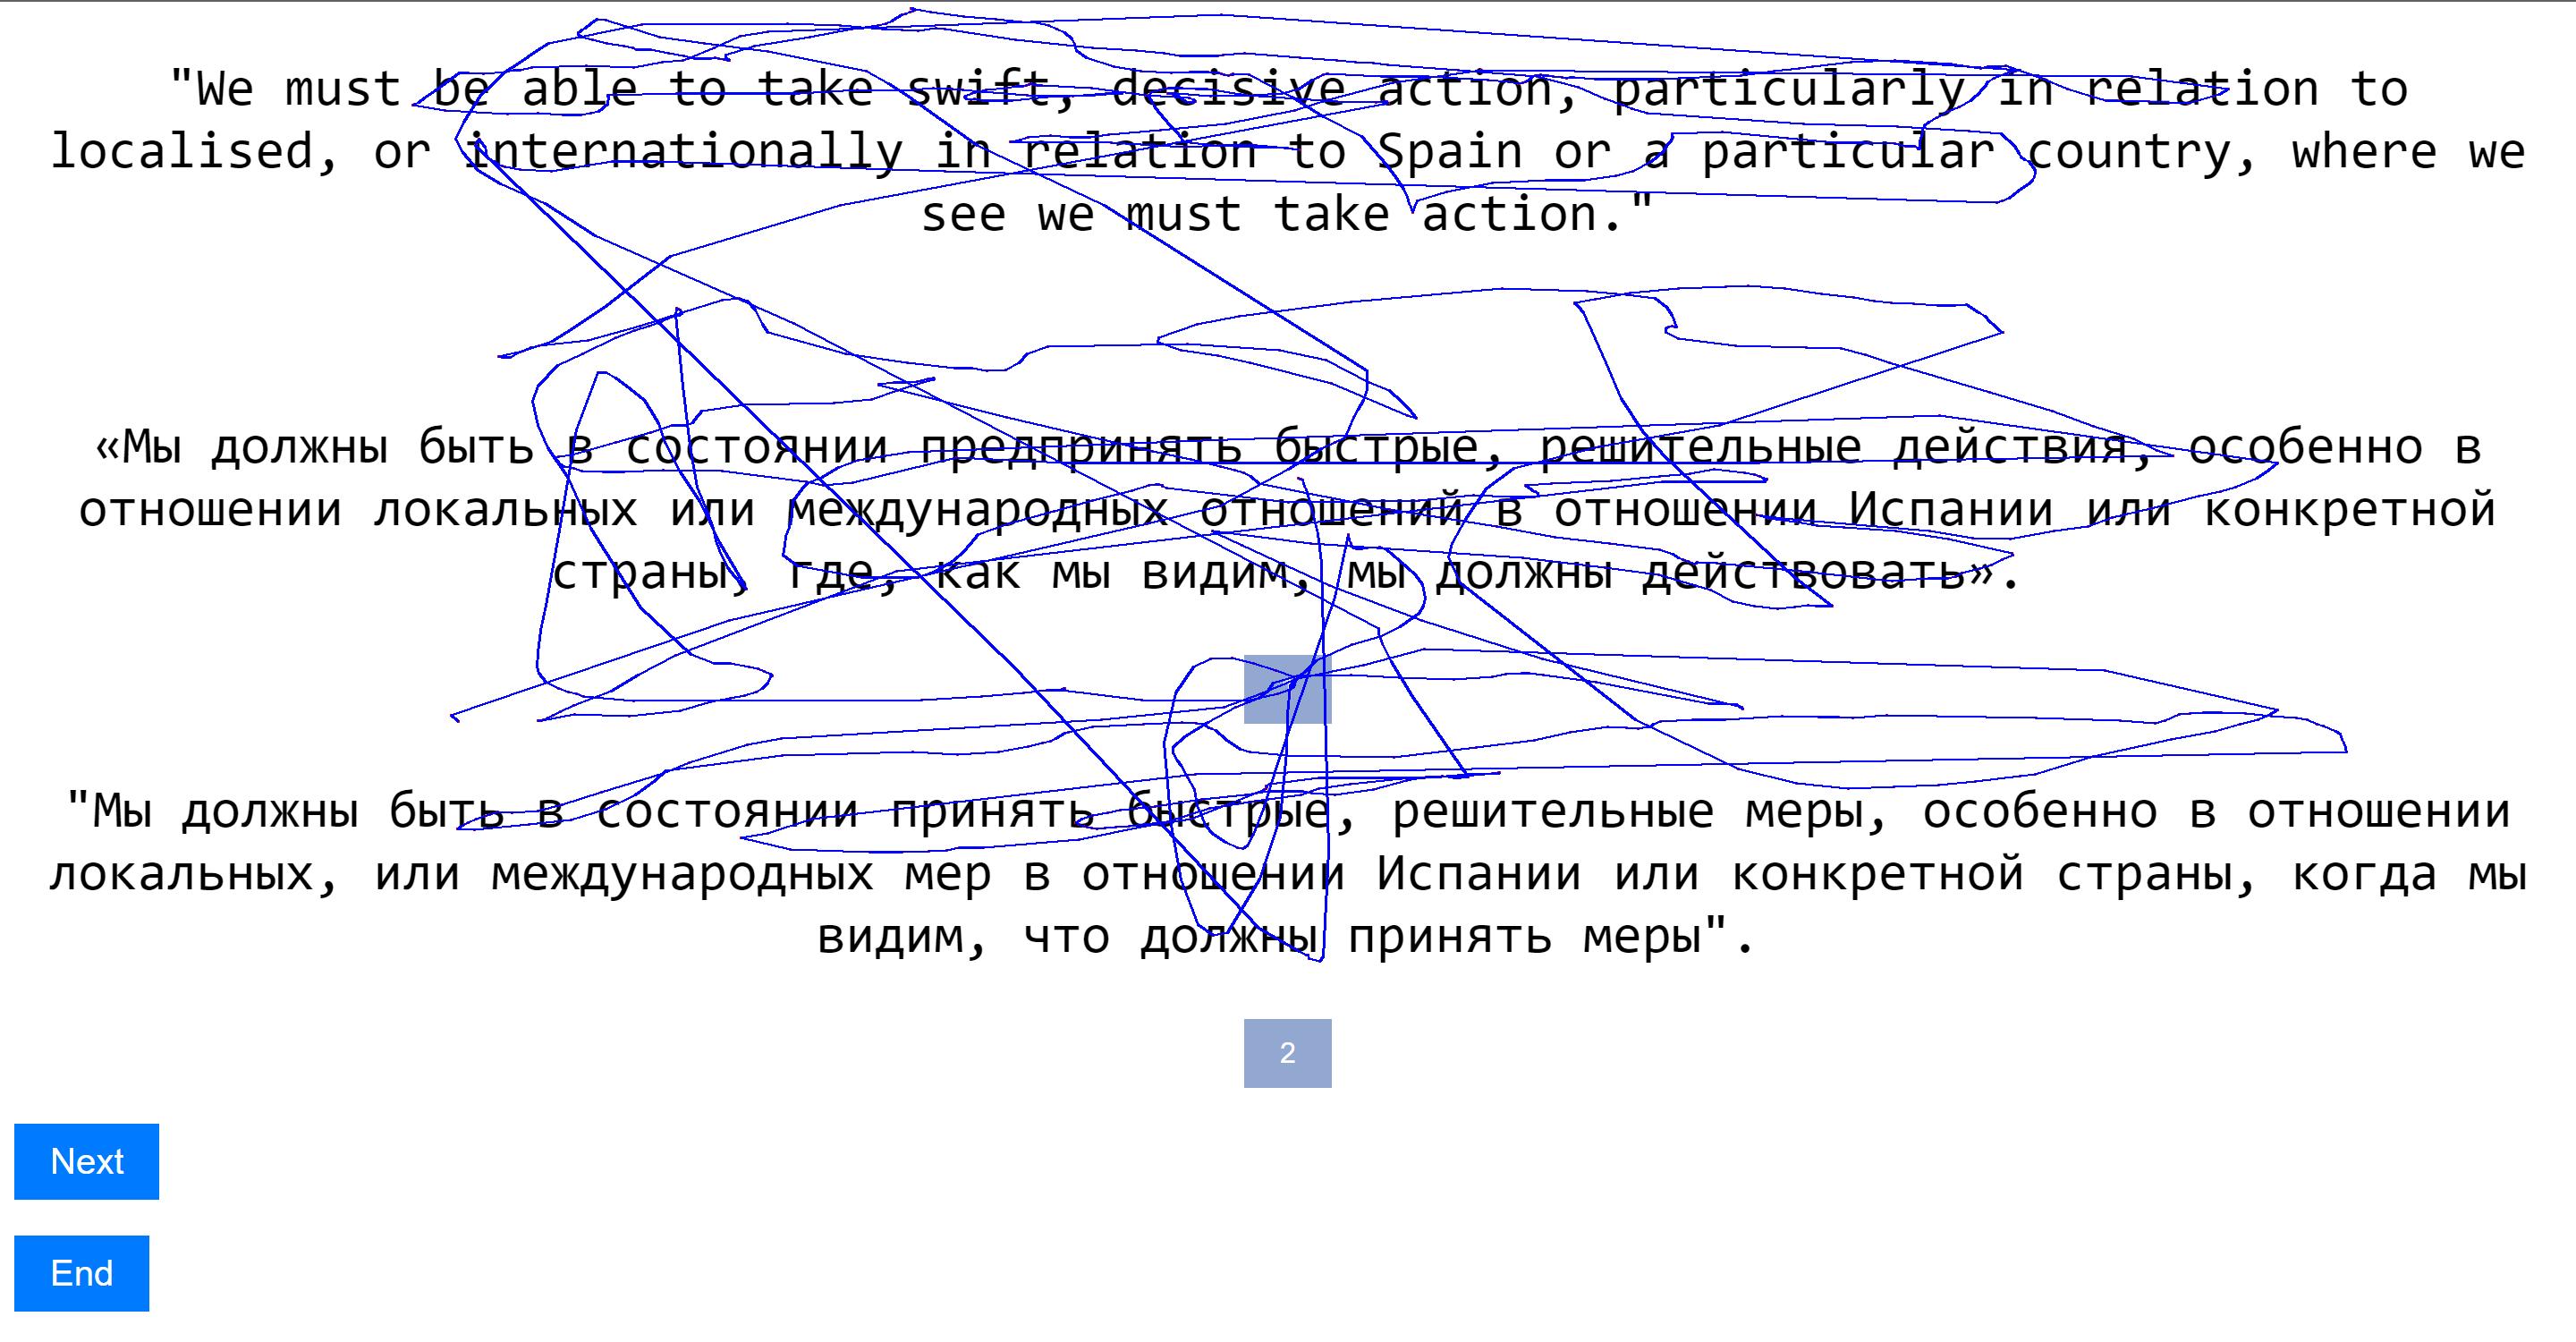 "We must be able to take swift, decisive action, particularly in relation to
localised, or internationally in relation to Spain or a particular country, where we
see we must take action."
«Мы должны быть в состоянии предпринять быстрые, решительные действия, особенно в
отношении локальных или международных отношений в отношении Испании или конкретной
страны, где, как мы видим, мы должны действовать».
"Мы должны быть в состоянии принять быстрые, решительные меры, особенно в отношении
локальных, или международных мер в отношении Испании или конкретной страны, когда мы
видим, что должны принять меры".
2
Next
End